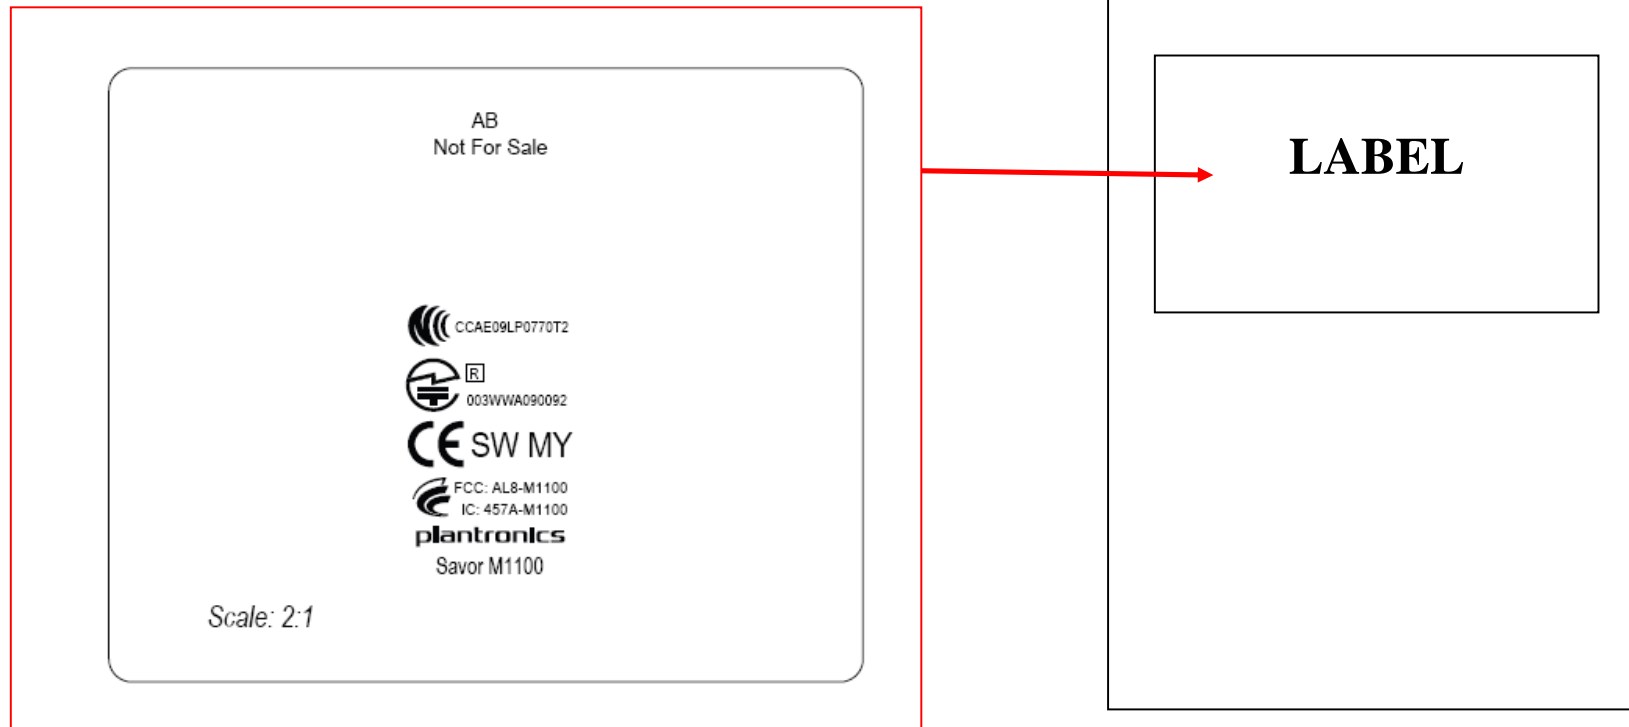 AB
Not For Sale
CCAE09LP0770T2
R
003WWA090092
CE SW MY
FCC: AL8-M1100
IC: 457A-M1100
plantronics
Savor M1100
Scale: 2:1
LABEL